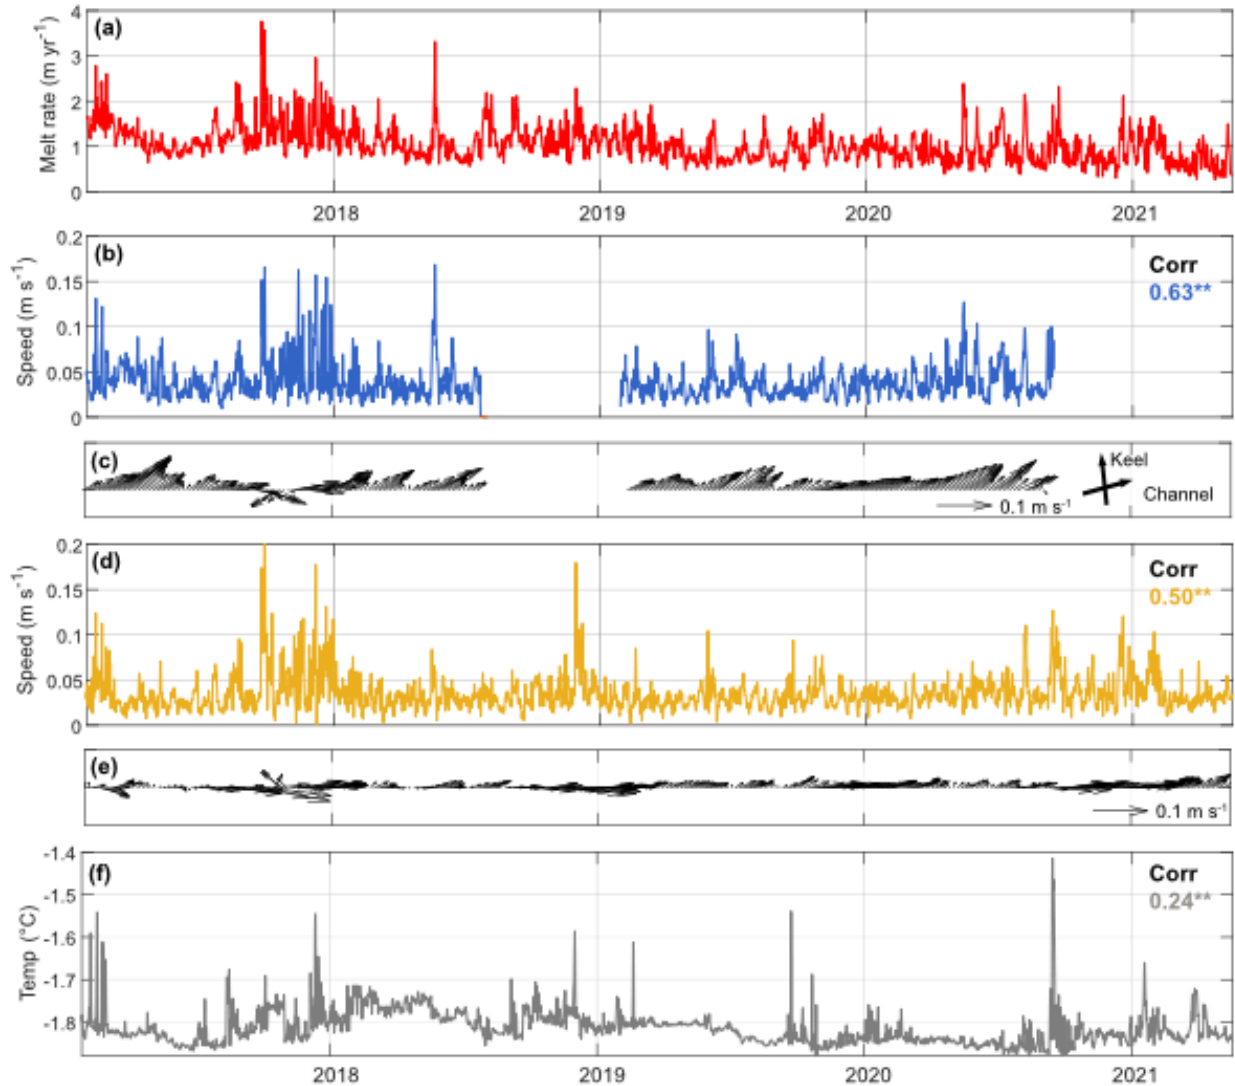 (a)
Melt rate (m yr⁻¹)
4
3
2
1
0
2018 2019 2020 2021
(b)
Speed (m s⁻¹)
0.2
0.15
0.1
0.05
0
Corr
0.63**
(c)
Keel
Channel
0.1 m s⁻¹
(d)
Speed (m s⁻¹)
0.2
0.15
0.1
0.05
0
Corr
0.50**
(e)
0.1 m s⁻¹
(f)
Temp (°C)
-1.4
-1.5
-1.6
-1.7
-1.8
Corr
0.24**
2018 2019 2020 2021